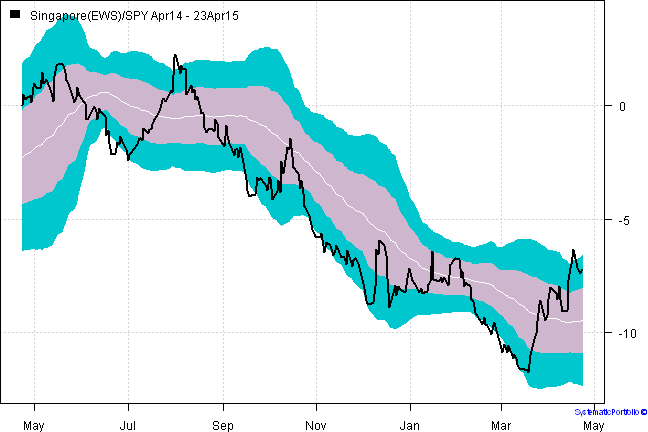 Singapore(EWS)/SPY Apr14 - 23Apr15
0
-5
-10
SystematicPortfolio ©
May Jul Sep Nov Jan Mar May